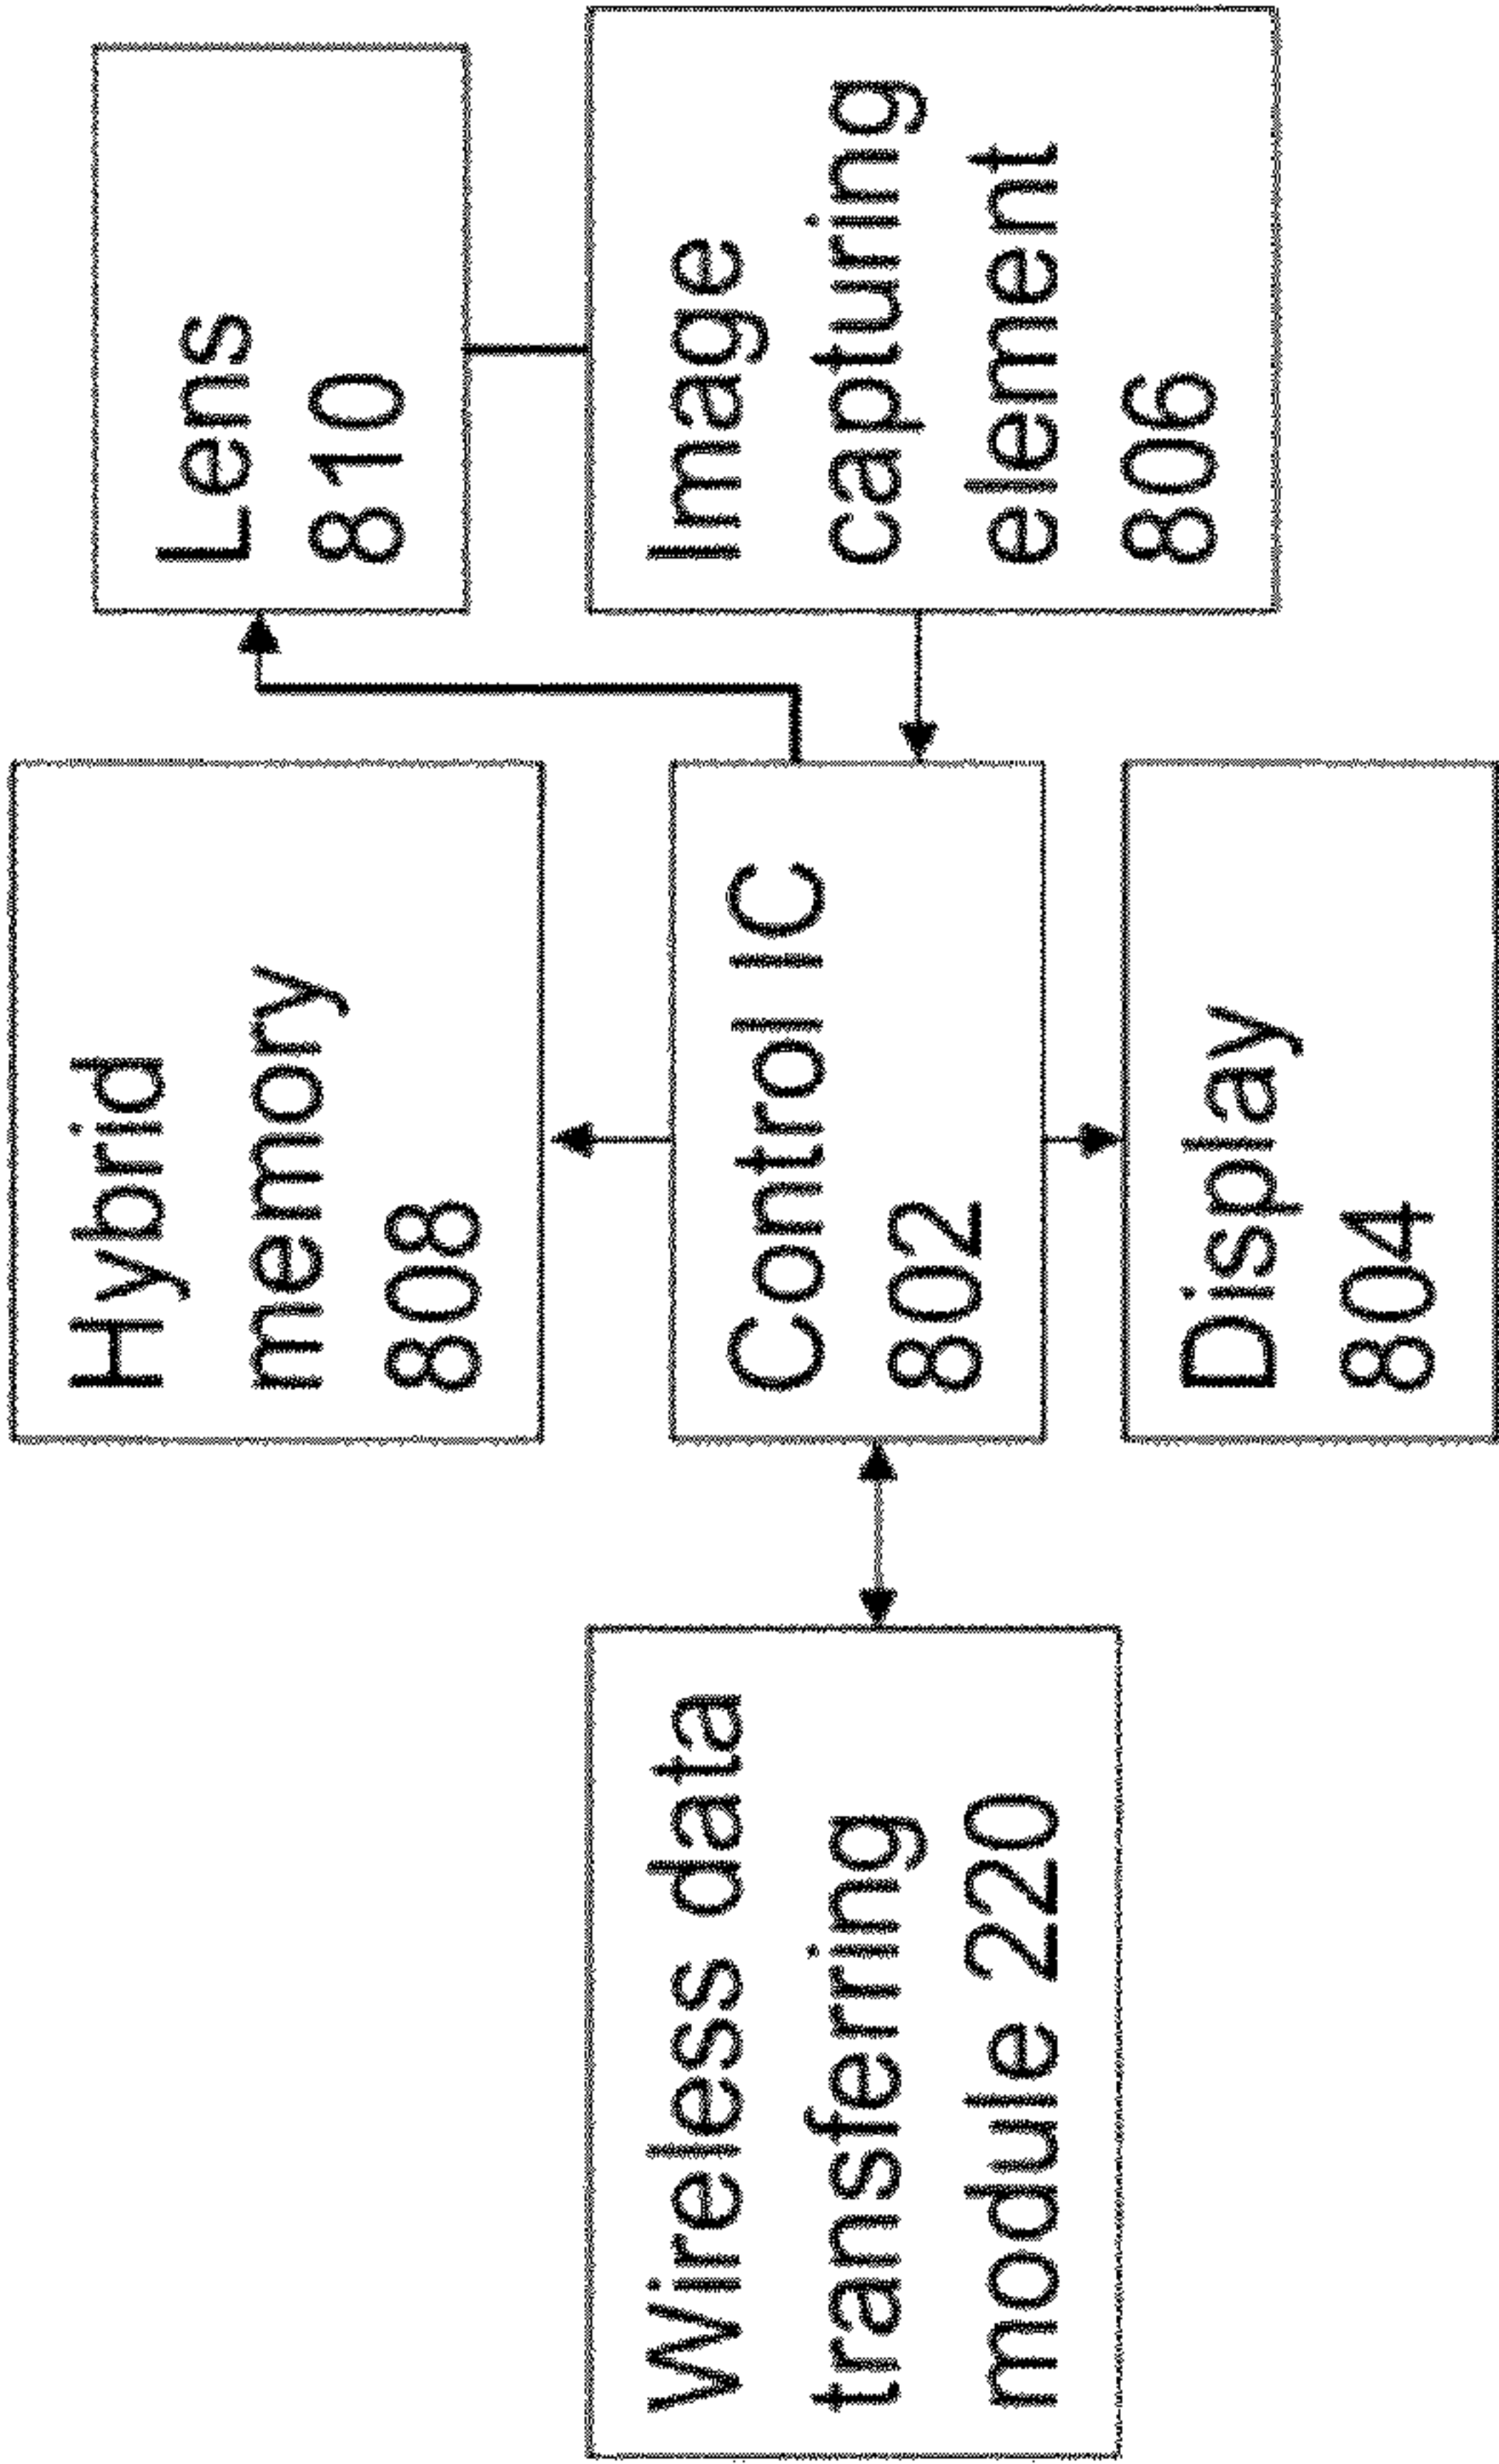 Hybrid
memory
808
Lens
810
Wireless data
transferring
module 220
Control IC
802
Image
capturing
element
806
Display
804